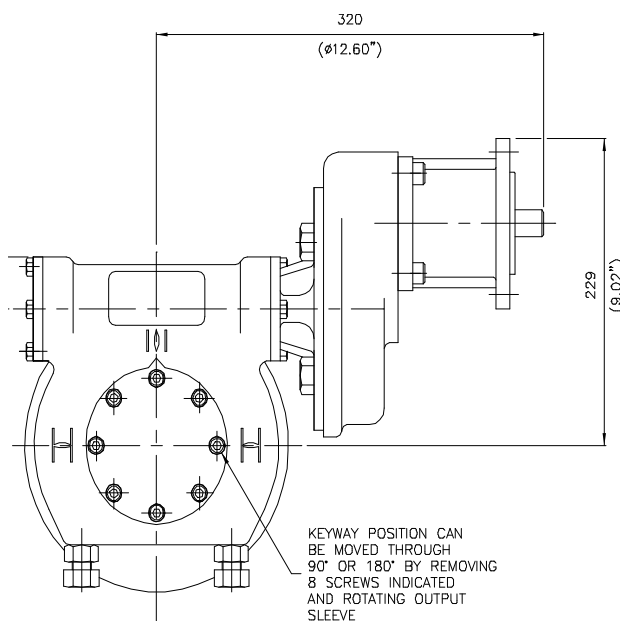 320
(ø12.60")
229
(9.02")
KEYWAY POSITION CAN
BE MOVED THROUGH
90° OR 180° BY REMOVING
8 SCREWS INDICATED
AND ROTATING OUTPUT
SLEEVE